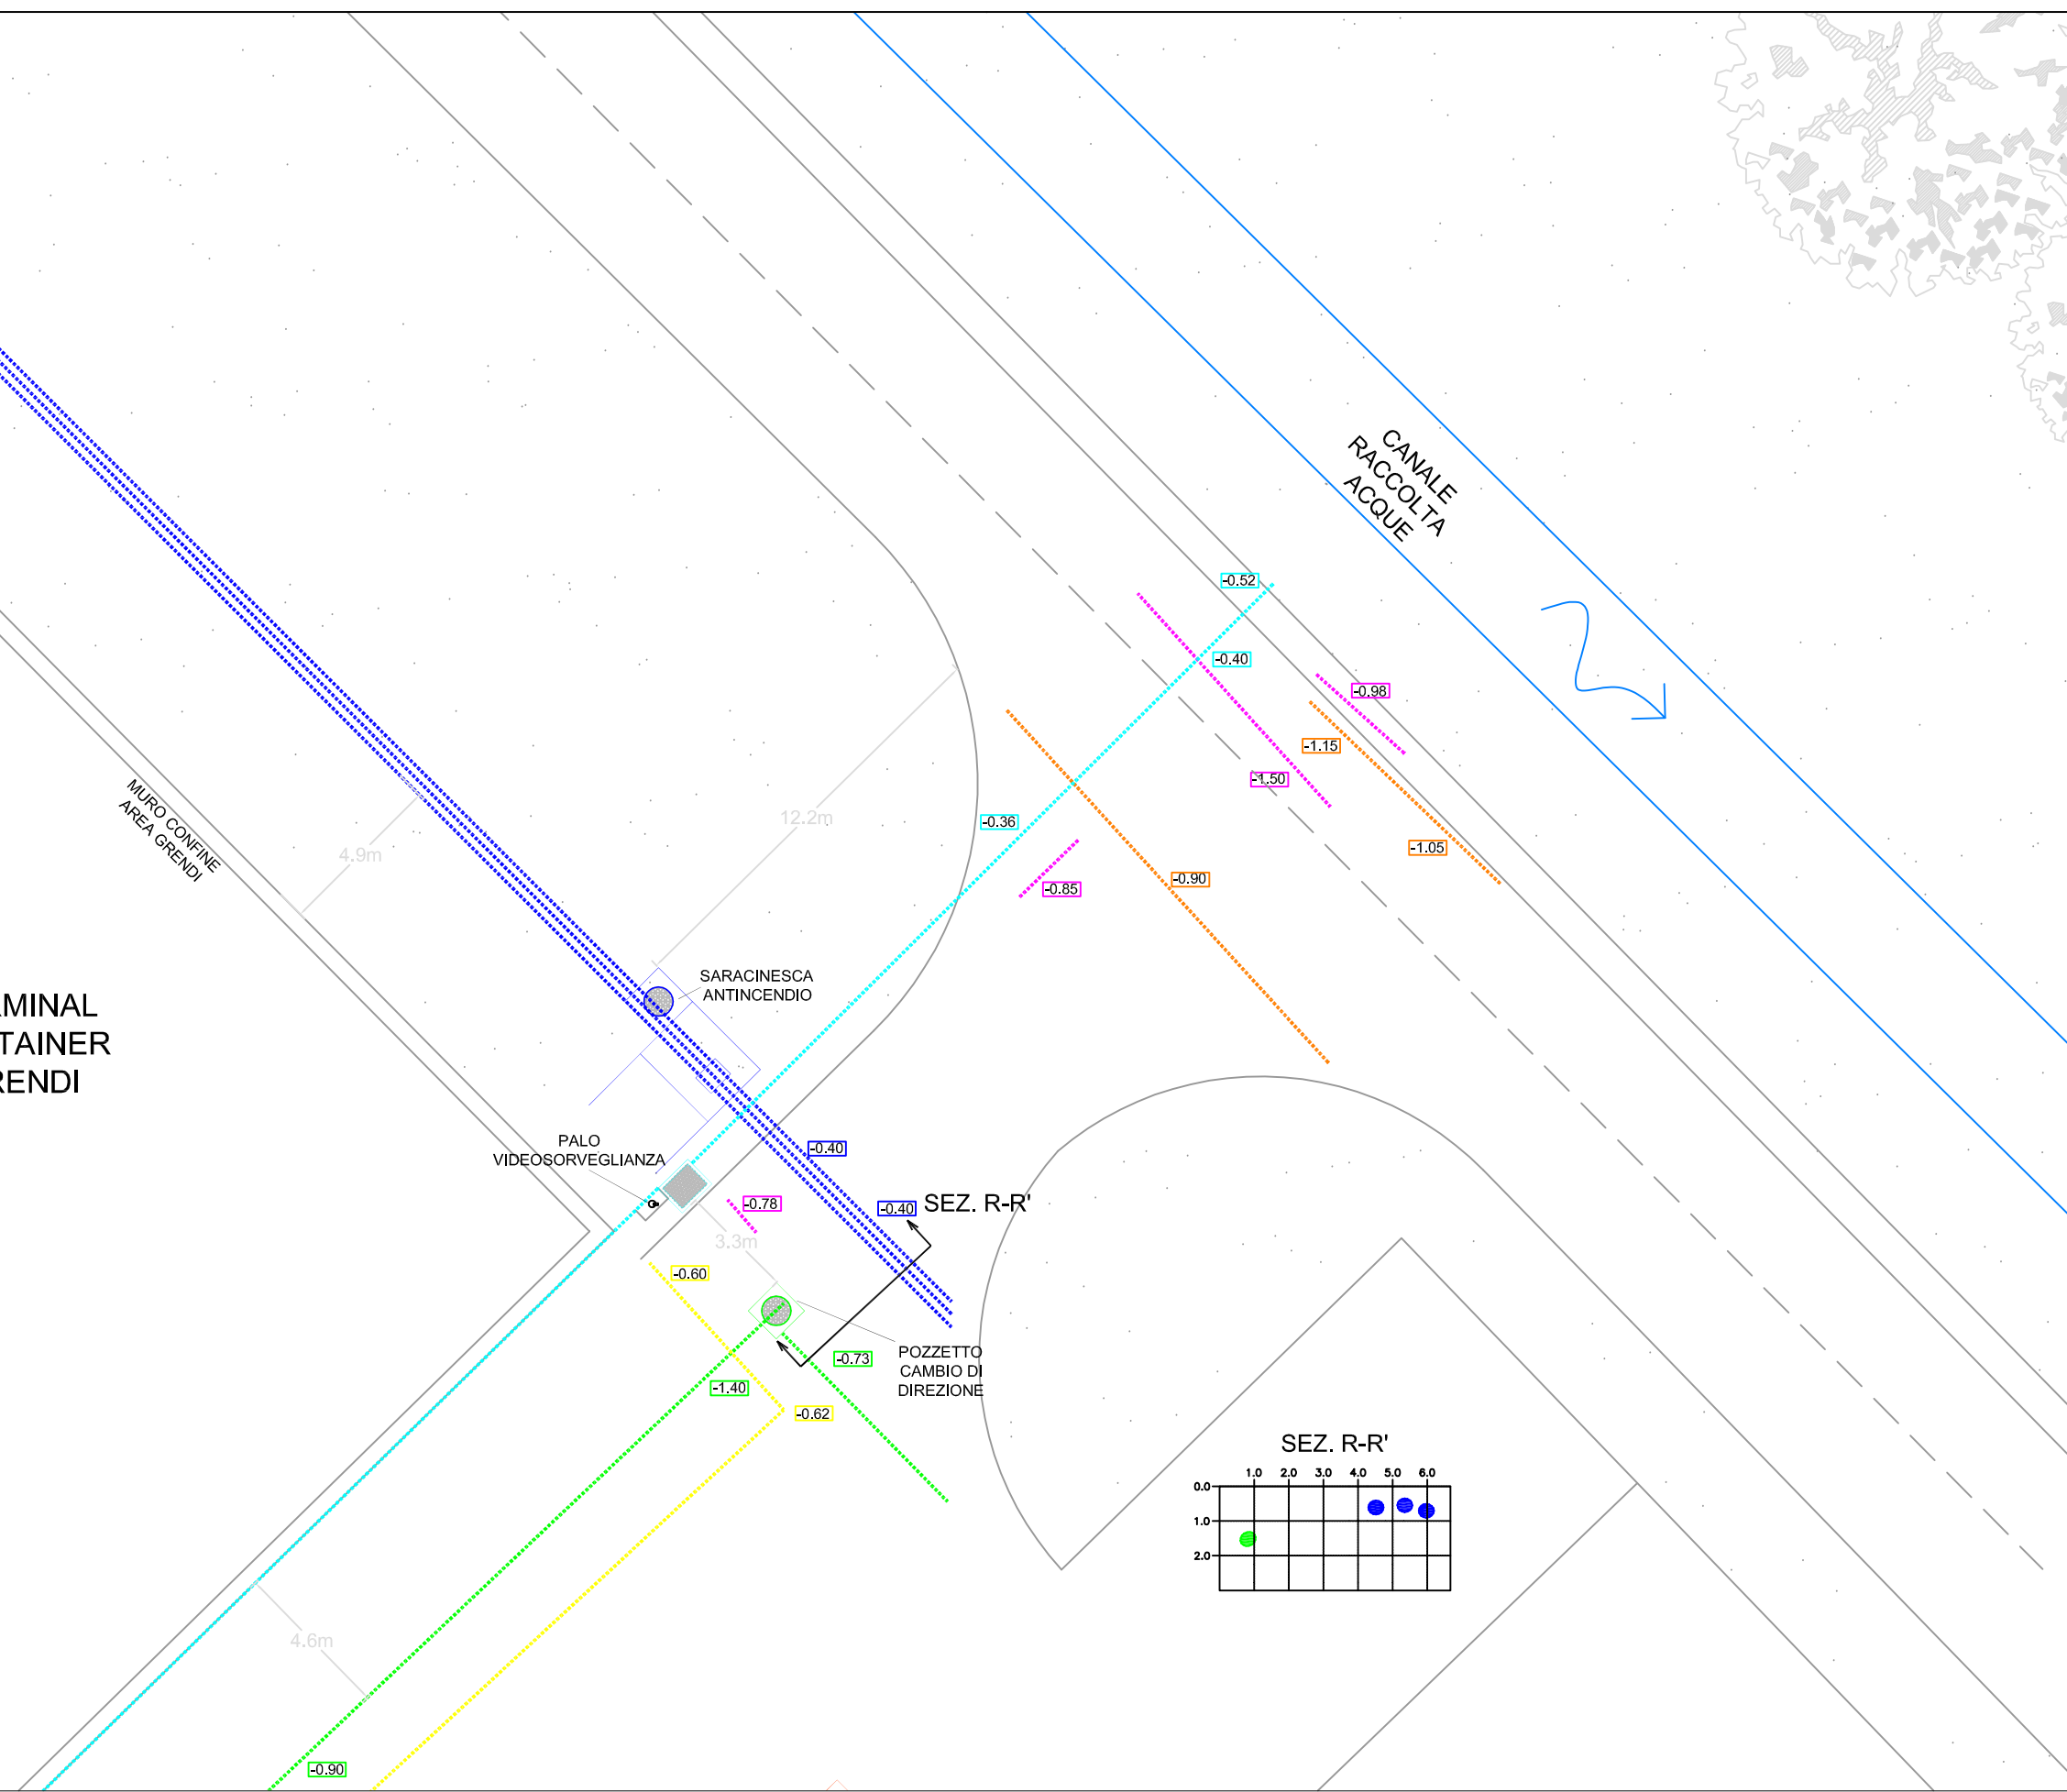 CANALE
RACCOLTA
ACQUE
-0.52
-0.40
-0.98
-1.15
-1.50
-0.36
-1.05
-0.90
-0.85
12.2m
4.9m
MURO CONFINE
AREA GRENDI
SARACINESCA
ANTINCENDIO
MINAL
TAINER
RENDI
PALO
VIDEOSORVEGLIANZA
-0.40
-0.78
-0.40
SEZ. R-R'
3.3m
-0.60
-0.73
POZZETTO
CAMBIO DI
DIREZIONE
-1.40
-0.62
SEZ. R-R'
1.0 2.0 3.0 4.0 5.0 6.0
0.0
1.0
2.0
4.6m
-0.90